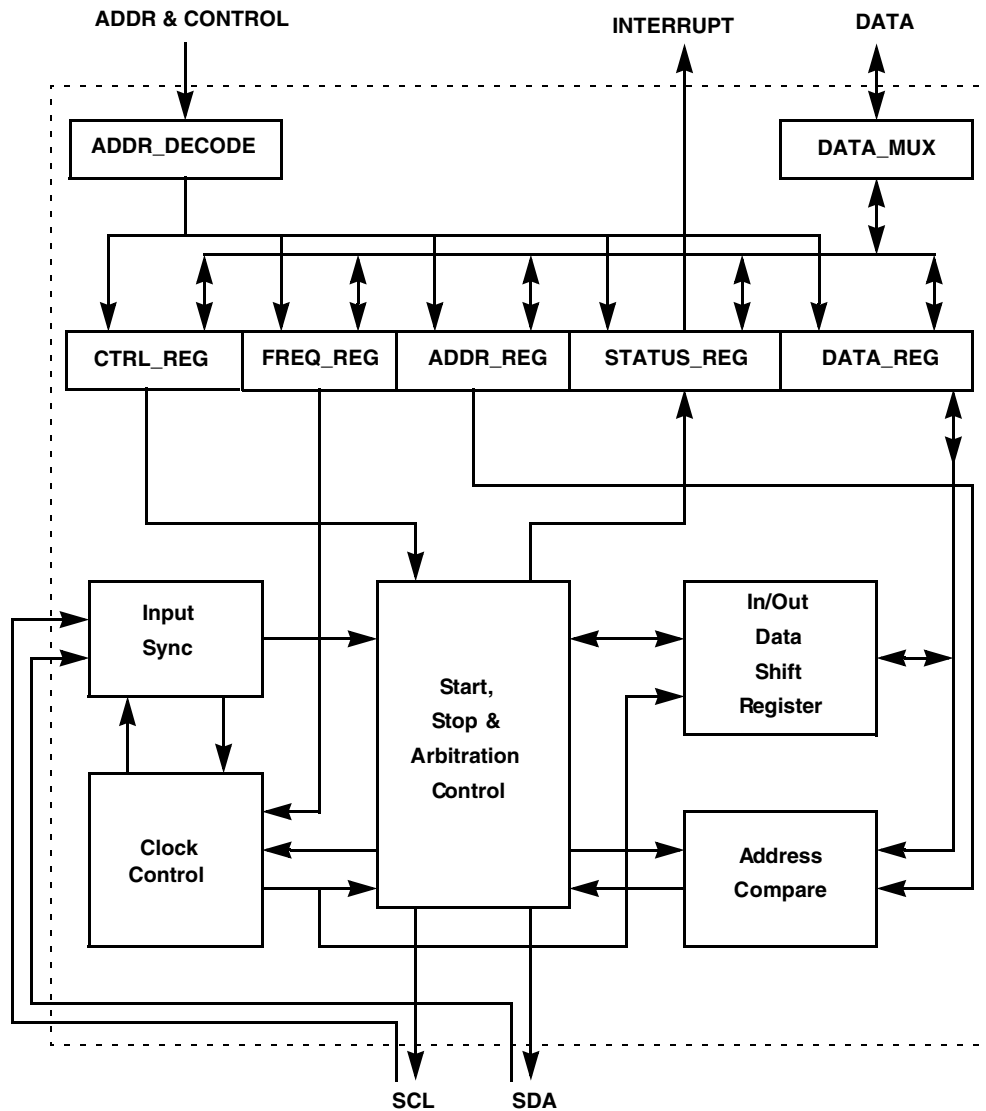 ADDR & CONTROL
INTERRUPT
DATA
ADDR_DECODE
DATA_MUX
CTRL_REG
FREQ_REG
ADDR_REG
STATUS_REG
DATA_REG
Input
Sync
Start,
Stop &
Arbitration
Control
In/Out
Data
Shift
Register
Clock
Control
Address
Compare
SCL
SDA